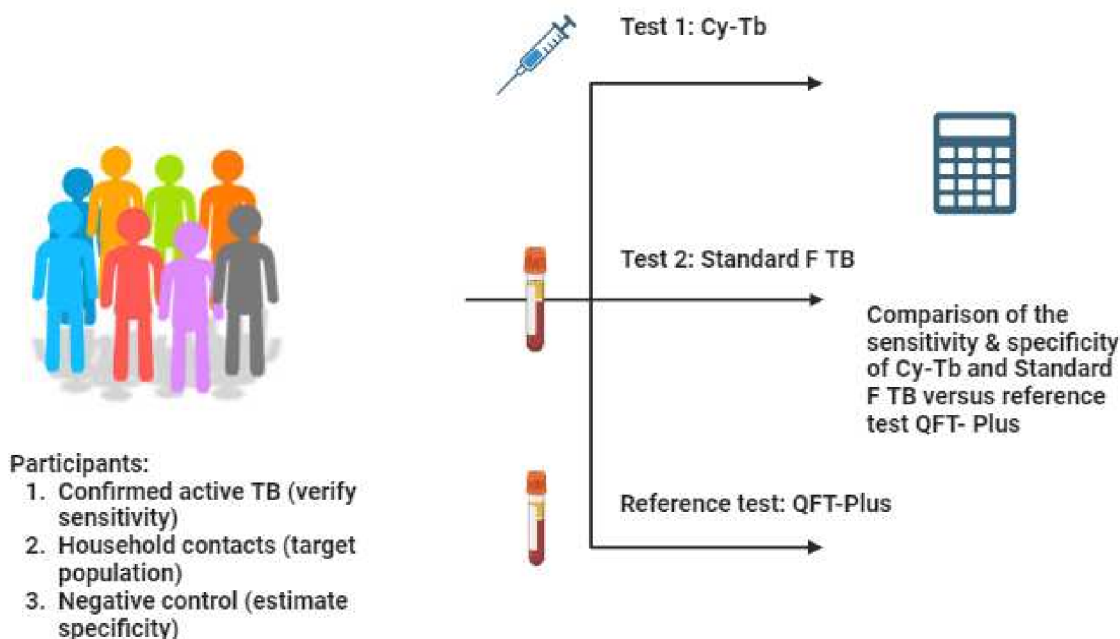 Test 1: Cy-Tb
Test 2: Standard F TB
Comparison of the
sensitivity & specificity
of Cy-Tb and Standard
F TB versus reference
test QFT- Plus
Participants:
1. Confirmed active TB (verify
sensitivity)
2. Household contacts (target
population)
3. Negative control (estimate
specificity)
Reference test: QFT-Plus